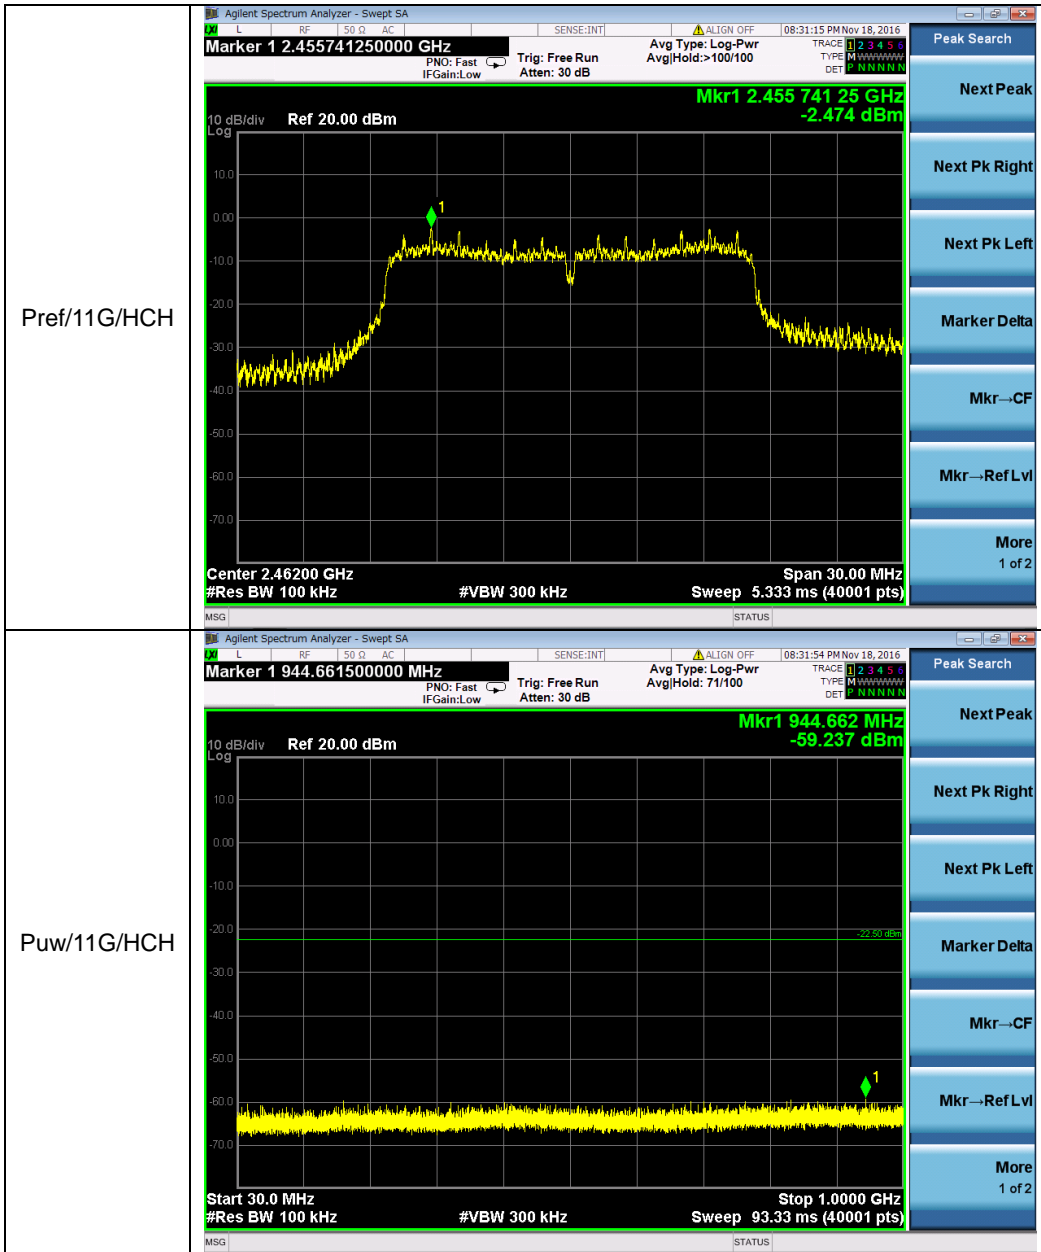 Pref/11G/HCH
Agilent Spectrum Analyzer - Swept SA
LXI L RF 50 Ω AC SENSE:INT ALIGN OFF 08:31:15 PM Nov 18, 2016
Marker 1 2.455741250000 GHz
PNO: Fast
IFGain:Low
Trig: Free Run
Atten: 30 dB
Avg Type: Log-Pwr
Avg|Hold:>100/100
TRACE 1 2 3 4 5 6
TYPE M WWWWW
DET P N N N N N
Mkr1 2.455 741 25 GHz
-2.474 dBm
10 dB/div
Log
Ref 20.00 dBm
10.0
0.00
-10.0
-20.0
-30.0
-40.0
-50.0
-60.0
-70.0
1
Center 2.46200 GHz
Span 30.00 MHz
#Res BW 100 kHz
#VBW 300 kHz
Sweep 5.333 ms (40001 pts)
MSG
STATUS
Peak Search
Next Peak
Next Pk Right
Next Pk Left
Marker Delta
Mkr→CF
Mkr→Ref Lvl
More
1 of 2
Puw/11G/HCH
Agilent Spectrum Analyzer - Swept SA
LXI L RF 50 Ω AC SENSE:INT ALIGN OFF 08:31:54 PM Nov 18, 2016
Marker 1 944.661500000 MHz
PNO: Fast
IFGain:Low
Trig: Free Run
Atten: 30 dB
Avg Type: Log-Pwr
Avg|Hold: 71/100
TRACE 1 2 3 4 5 6
TYPE M WWWWW
DET P N N N N N
Mkr1 944.662 MHz
-59.237 dBm
10 dB/div
Log
Ref 20.00 dBm
10.0
0.00
-10.0
-20.0
-30.0
-40.0
-50.0
-60.0
-70.0
-22.50 dBm
1
Start 30.0 MHz
Stop 1.0000 GHz
#Res BW 100 kHz
#VBW 300 kHz
Sweep 93.33 ms (40001 pts)
MSG
STATUS
Peak Search
Next Peak
Next Pk Right
Next Pk Left
Marker Delta
Mkr→CF
Mkr→Ref Lvl
More
1 of 2